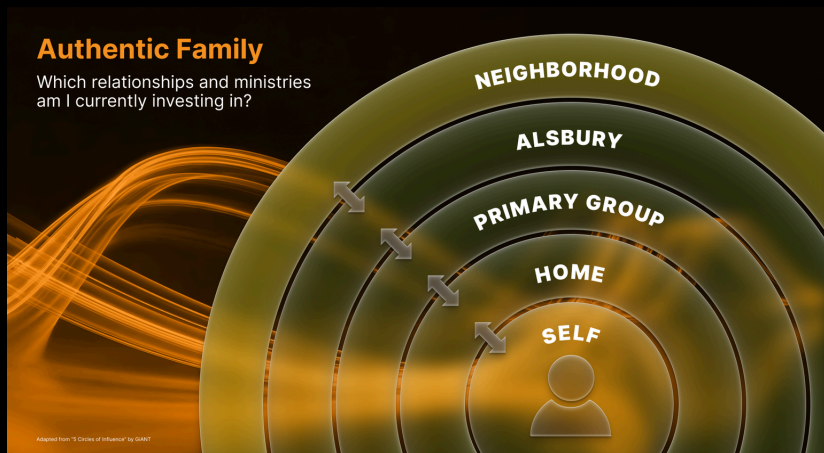 Authentic Family
Which relationships and ministries
am I currently investing in?
NEIGHBORHOOD
ALSBURY
PRIMARY GROUP
HOME
SELF
Adapted from "5 Circles of Influence" by GiANT